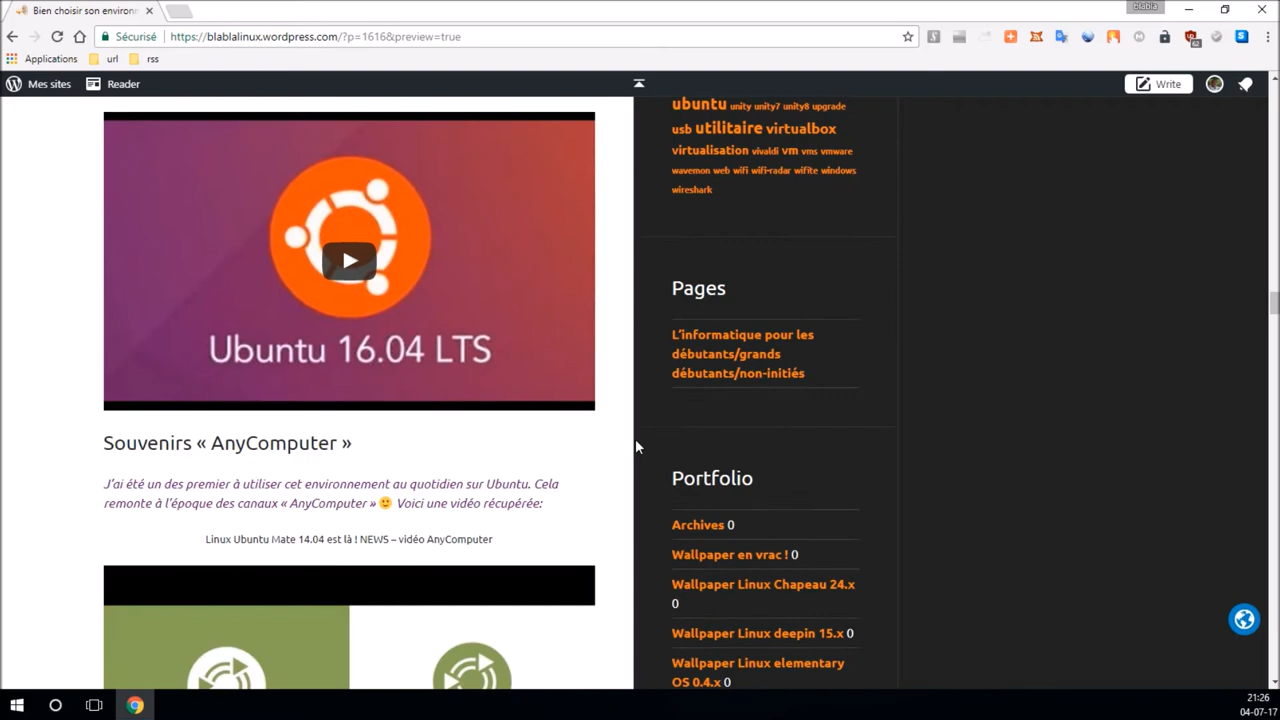 Bien choisir son environn
blabla
Sécurisé
https://blablalinux.wordpress.com/?p=1616&preview=true
Applications
url
rss
62
Mes sites
Reader
Write
Ubuntu 16.04 LTS
Souvenirs « AnyComputer »
J'ai été un des premier à utiliser cet environnement au quotidien sur Ubuntu. Cela
remonte à l'époque des canaux « AnyComputer » 🙂 Voici une vidéo récupérée:
Linux Ubuntu Mate 14.04 est là ! NEWS – vidéo AnyComputer
ubuntu unity unity7 unity8 upgrade
usb utilitaire virtualbox
virtualisation vivaldi vm vms vmware
wavemon web wifi wifi-radar wifite windows
wireshark
Pages
L'informatique pour les
débutants/grands
débutants/non-initiés
Portfolio
Archives 0
Wallpaper en vrac ! 0
Wallpaper Linux Chapeau 24.x
0
Wallpaper Linux deepin 15.x 0
Wallpaper Linux elementary
OS 0.4.x 0
21:26
04-07-17